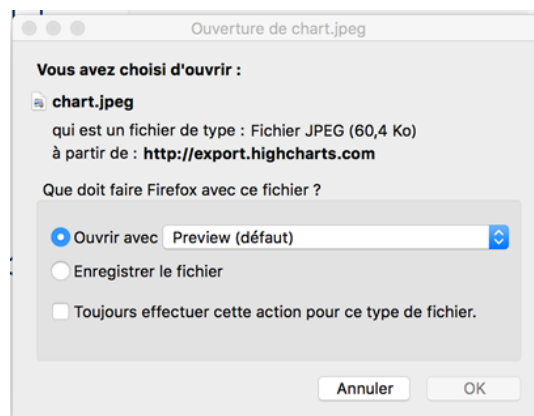 Ouverture de chart.jpeg
Vous avez choisi d'ouvrir :
chart.jpeg
qui est un fichier de type : Fichier JPEG (60,4 Ko)
à partir de : http://export.highcharts.com
Que doit faire Firefox avec ce fichier ?
Ouvrir avec Preview (défaut)
Enregistrer le fichier
Toujours effectuer cette action pour ce type de fichier.
Annuler OK